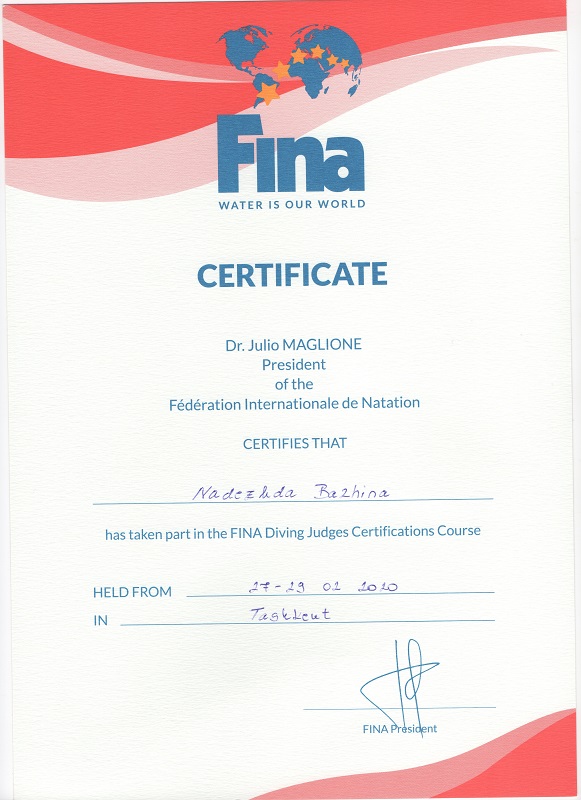 Fina
WATER IS OUR WORLD
CERTIFICATE
Dr. Julio MAGLIONE
President
of the
Fédération Internationale de Natation
CERTIFIES THAT
Nadezhda Bazhina
has taken part in the FINA Diving Judges Certifications Course
HELD FROM 27-29 02 2020
IN Tashkent
FINA President